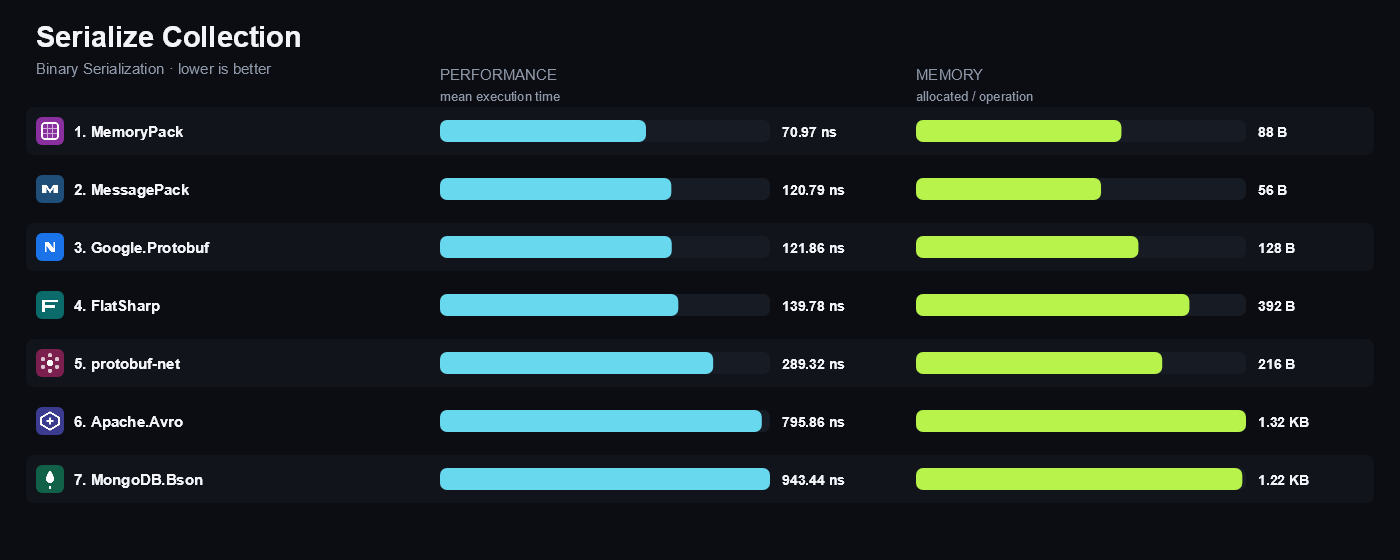 Serialize Collection
Binary Serialization · lower is better
PERFORMANCE
mean execution time
MEMORY
allocated / operation
1. MemoryPack 70.97 ns 88 B
2. MessagePack 120.79 ns 56 B
3. Google.Protobuf 121.86 ns 128 B
4. FlatSharp 139.78 ns 392 B
5. protobuf-net 289.32 ns 216 B
6. Apache.Avro 795.86 ns 1.32 KB
7. MongoDB.Bson 943.44 ns 1.22 KB